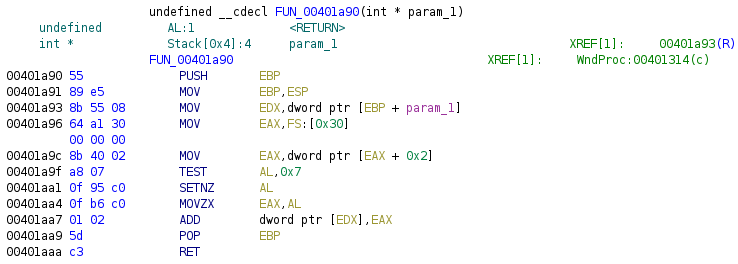 undefined __cdecl FUN_00401a90(int * param_1)
undefined AL:1 <RETURN>
int * Stack[0x4]:4 param_1 XREF[1]: 00401a93(R)
FUN_00401a90 XREF[1]: WndProc:00401314(c)
00401a90 55 PUSH EBP
00401a91 89 e5 MOV EBP,ESP
00401a93 8b 55 08 MOV EDX,dword ptr [EBP + param_1]
00401a96 64 a1 30 MOV EAX,FS:[0x30]
00 00 00
00401a9c 8b 40 02 MOV EAX,dword ptr [EAX + 0x2]
00401a9f a8 07 TEST AL,0x7
00401aa1 0f 95 c0 SETNZ AL
00401aa4 0f b6 c0 MOVZX EAX,AL
00401aa7 01 02 ADD dword ptr [EDX],EAX
00401aa9 5d POP EBP
00401aaa c3 RET